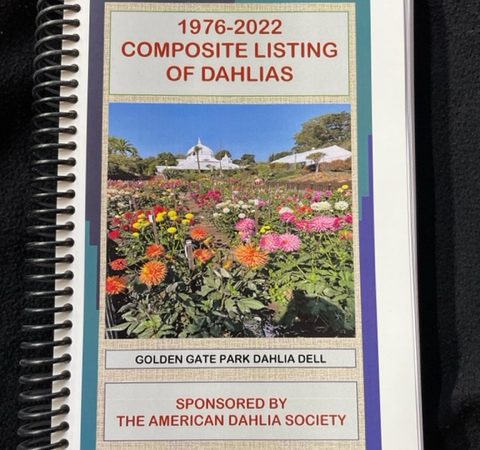 1976-2022
COMPOSITE LISTING
OF DAHLIAS
GOLDEN GATE PARK DAHLIA DELL
SPONSORED BY
THE AMERICAN DAHLIA SOCIETY